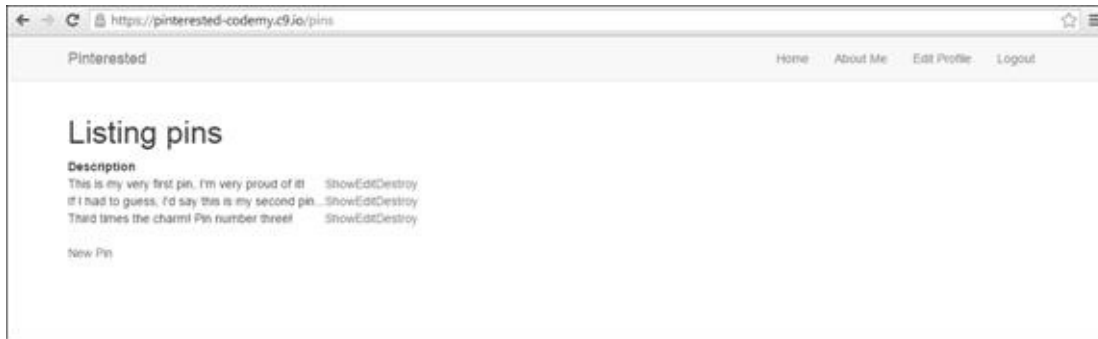 https://pinterested-codemy.c9.io/pins
Pinterested Home About Me Edit Profile Logout
Listing pins
Description
This is my very first pin, I'm very proud of it! ShowEditDestroy
If I had to guess, I'd say this is my second pin... ShowEditDestroy
Third times the charm! Pin number three! ShowEditDestroy
New Pin